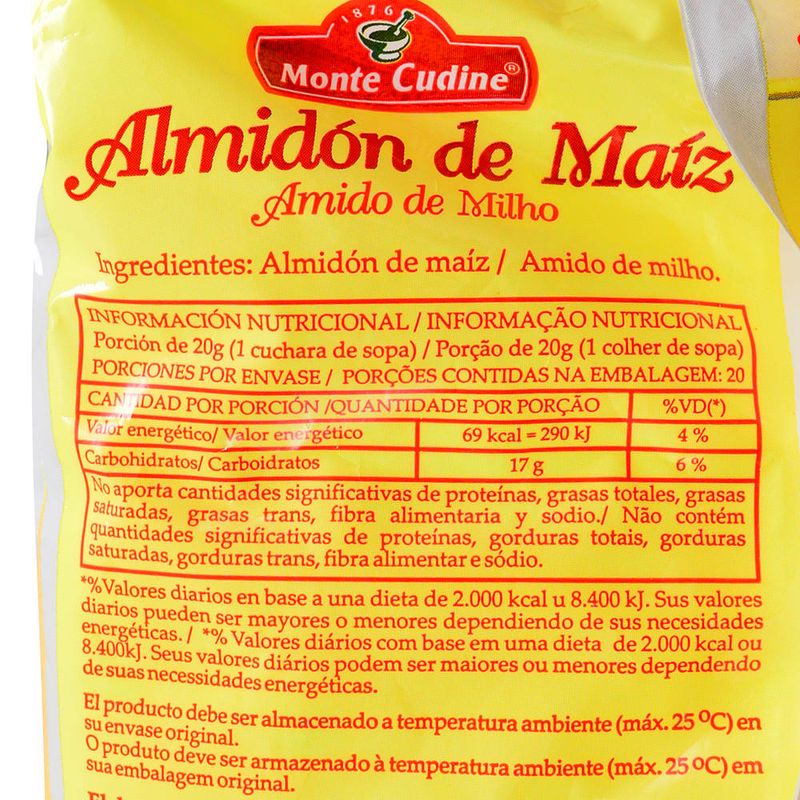 1876
Monte Cudine®
Almidón de Maíz
Amido de Milho
Ingredientes: Almidón de maíz / Amido de milho.
INFORMACIÓN NUTRICIONAL / INFORMAÇÃO NUTRICIONAL
Porción de 20g (1 cuchara de sopa) / Porção de 20g (1 colher de sopa)
PORCIONES POR ENVASE / PORÇÕES CONTIDAS NA EMBALAGEM: 20
CANTIDAD POR PORCIÓN /QUANTIDADE POR PORÇÃO %VD(*)
Valor energético/ Valor energético 69 kcal = 290 kJ 4 %
Carbohidratos/ Carboidratos 17 g 6 %
No aporta cantidades significativas de proteínas, grasas totales, grasas
saturadas, grasas trans, fibra alimentaria y sodio./ Não contém
quantidades significativas de proteínas, gorduras totais, gorduras
saturadas, gorduras trans, fibra alimentar e sódio.
*%Valores diarios en base a una dieta de 2.000 kcal u 8.400 kJ. Sus valores
diarios pueden ser mayores o menores dependiendo de sus necesidades
energéticas. / *% Valores diários com base em uma dieta de 2.000 kcal ou
8.400kJ. Seus valores diários podem ser maiores ou menores dependendo
de suas necessidades energéticas.
El producto debe ser almacenado a temperatura ambiente (máx. 25 ºC) en
su envase original.
O produto deve ser armazenado à temperatura ambiente (máx. 25 ºC) em
sua embalagem original.